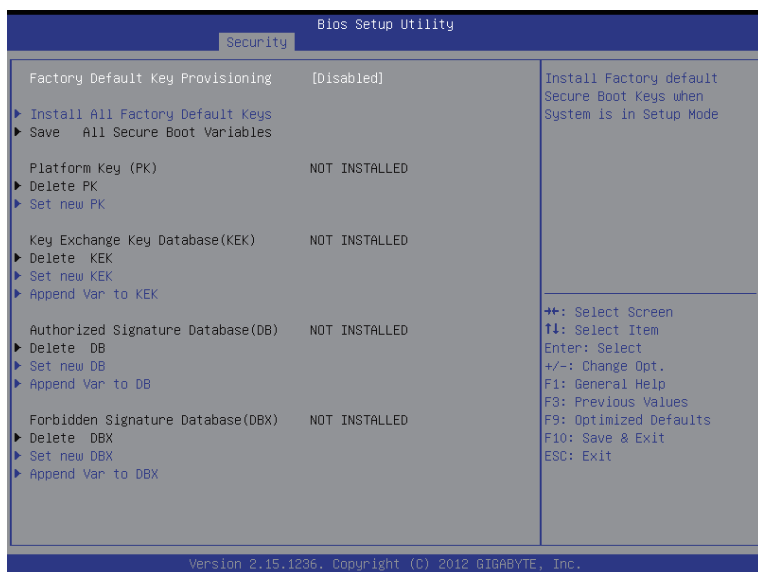 Bios Setup Utility
Security
Factory Default Key Provisioning [Disabled]
Install All Factory Default Keys
Save All Secure Boot Variables
Platform Key (PK) NOT INSTALLED
Delete PK
Set new PK
Key Exchange Key Database(KEK) NOT INSTALLED
Delete KEK
Set new KEK
Append Var to KEK
Authorized Signature Database(DB) NOT INSTALLED
Delete DB
Set new DB
Append Var to DB
Forbidden Signature Database(DBX) NOT INSTALLED
Delete DBX
Set new DBX
Append Var to DBX
Install Factory default
Secure Boot Keys when
System is in Setup Mode
→←: Select Screen
↑↓: Select Item
Enter: Select
+/-: Change Opt.
F1: General Help
F3: Previous Values
F9: Optimized Defaults
F10: Save & Exit
ESC: Exit
Version 2.15.1236. Copyright (C) 2012 GIGABYTE, Inc.